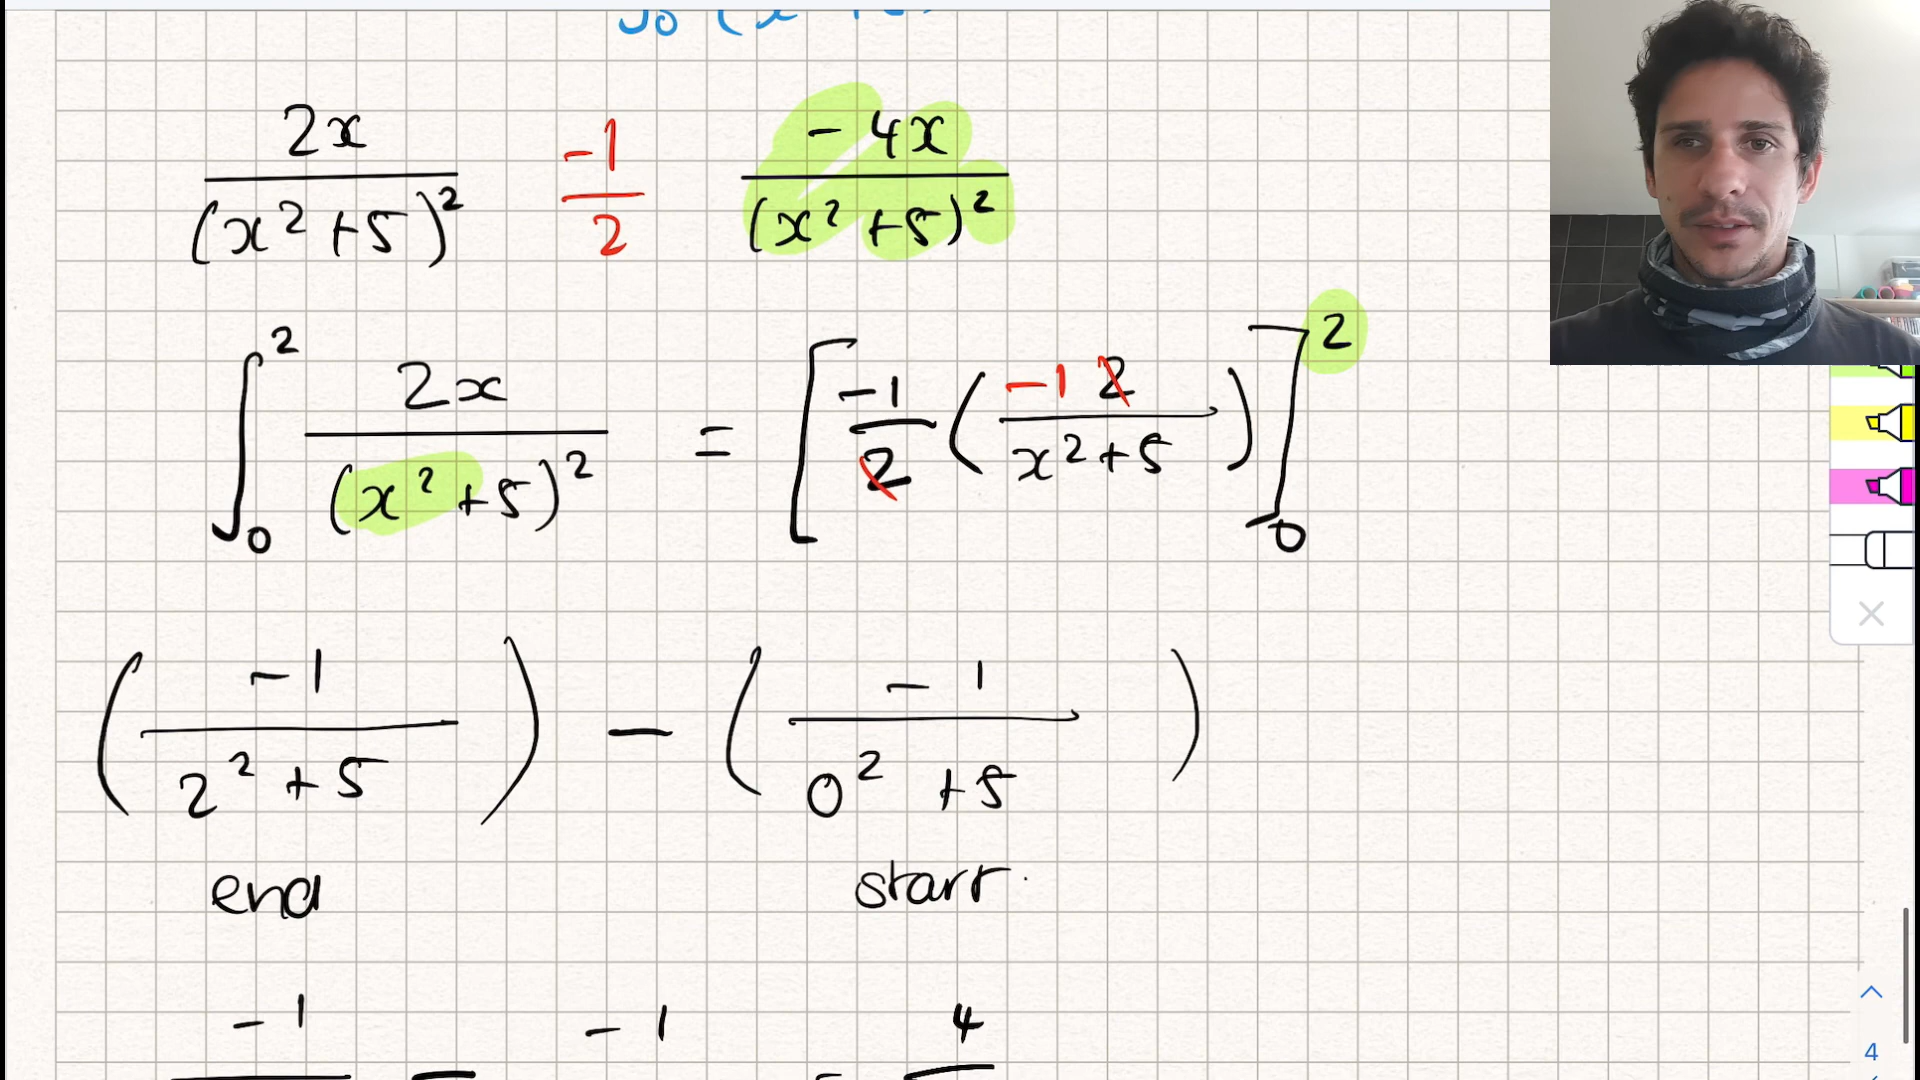 2x / (x² + 5)² -1/2 -4x / (x² + 5)²
∫₀² 2x / (x² + 5)² = [ -1/2 ( -1 2 / x² + 5 ) ]₀²
( -1 / 2² + 5 ) - ( -1 / 0² + 5 )
end start
-1 - -1 = 4
4